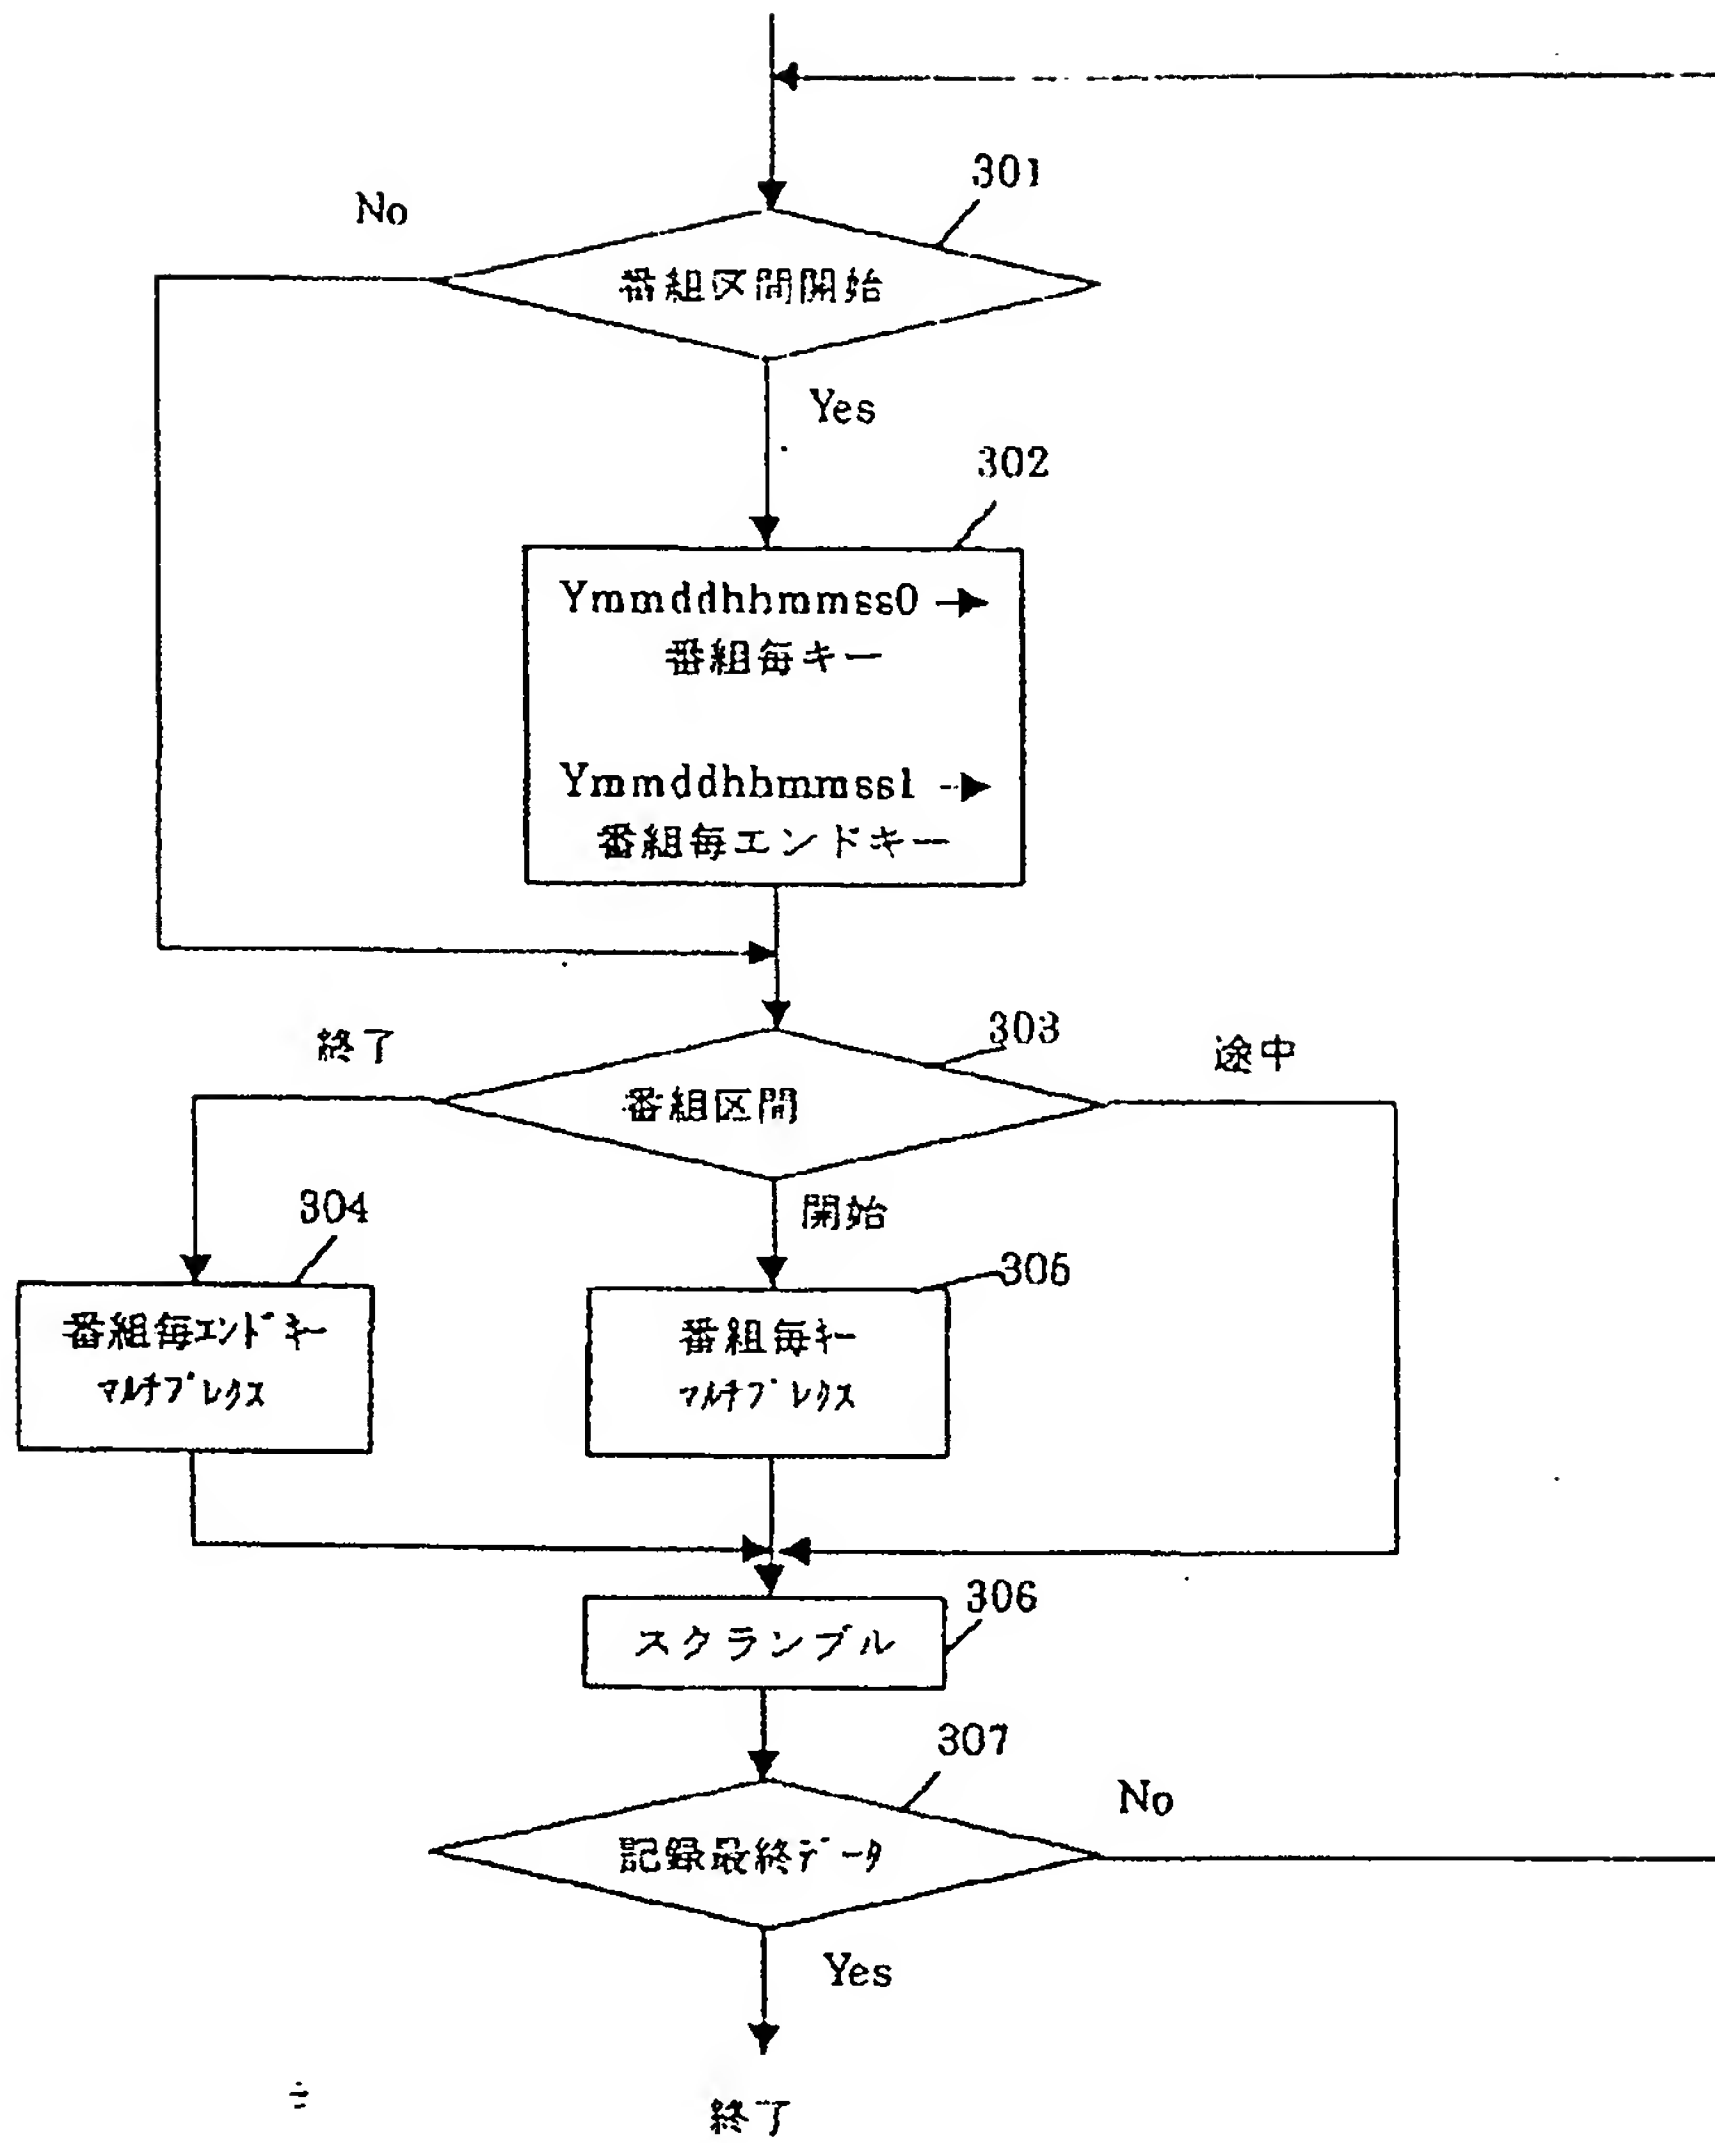 301
No
番組区間開始
Yes
302
Ymmddhhmmss0 →
番組毎キー
Ymmddhhmmss1 →
番組毎エンドキー
303
終了
途中
番組区間
開始
304
305
番組毎エンドキー
マルチプレクス
番組毎キー
マルチプレクス
306
スクランブル
307
No
記録最終データ
Yes
終了